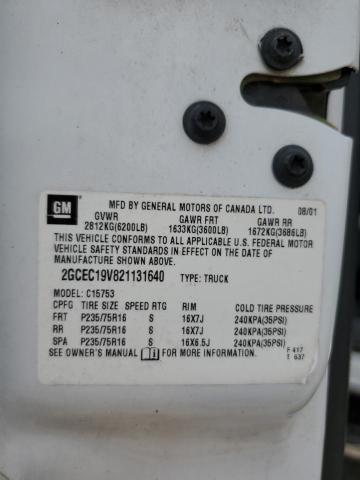 GM
MFD. BY GENERAL MOTORS OF CANADA LTD. 08/01
GVWR GAWR FRT GAWR RR
2812KG(6200LB) 1633KG(3600LB) 1672KG(3686LB)
THIS VEHICLE CONFORMS TO ALL APPLICABLE U.S. FEDERAL MOTOR
VEHICLE SAFETY STANDARDS IN EFFECT ON THE DATE OF
MANUFACTURE SHOWN ABOVE.
2GCEC19V821131640 TYPE: TRUCK
MODEL: C15753
TIRE SIZE SPEED RTG RIM COLD TIRE PRESSURE
FRT P235/75R16 S 16X7J 240KPA(35PSI)
RR P235/75R16 S 16X7J 240KPA(35PSI)
SPA P235/75R16 S 16X6.5J 240KPA(35PSI)
SEE OWNER'S MANUAL FOR MORE INFORMATION. F 417
E 637